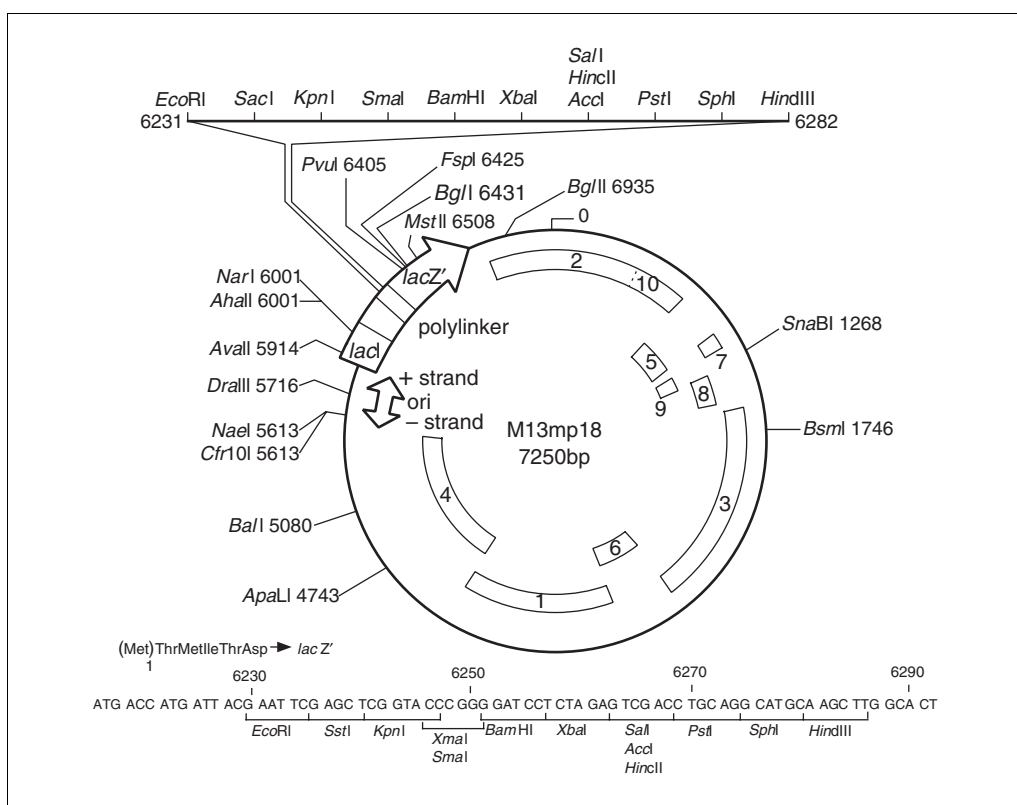 SalI
HincII
EcoRI SacI KpnI SmaI BamHI XbaI AccI PstI SphI HindIII
6231 6282
PvuI 6405
FspI 6425
BglI 6431
MstII 6508
BglII 6935
0
2
10
lacZ'
NarI 6001
AhaII 6001
polylinker
SnaBI 1268
AvaII 5914
lacI
5
7
9
8
DraIII 5716
+ strand
ori
– strand
M13mp18
7250bp
BsmI 1746
NaeI 5613
Cfr10I 5613
4
3
BalI 5080
6
ApaLI 4743
1
(Met)ThrMetIleThrAsp → lac Z'
1
6230 6250 6270 6290
ATG ACC ATG ATT ACG AAT TCG AGC TCG GTA CCC GGG GAT CCT CTA GAG TCG ACC TGC AGG CAT GCA AGC TTG GCA CT
EcoRI SstI KpnI XmaI BamHI XbaI SalI PstI SphI HindIII
SmaI AccI
HincII